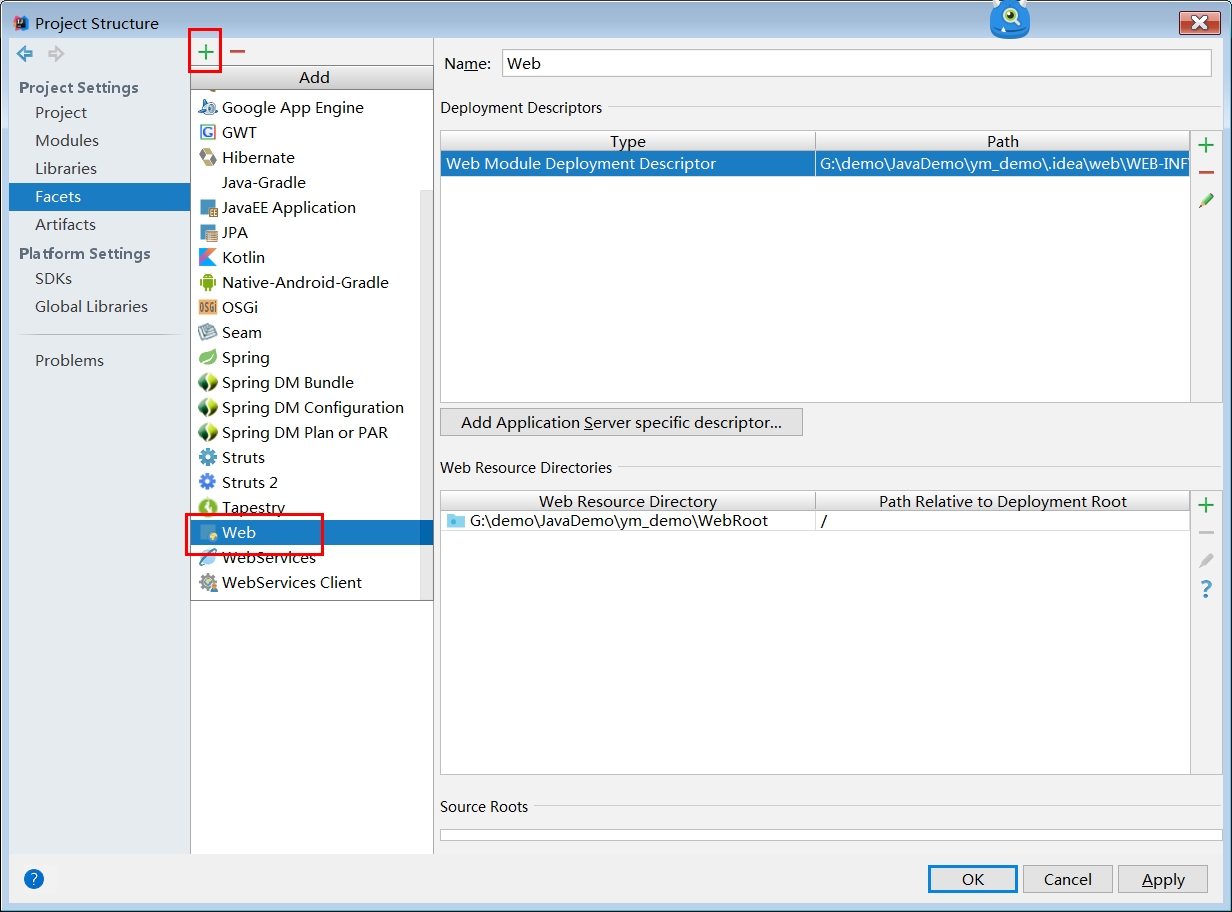 Project Structure
Project Settings
Project
Modules
Libraries
Facets
Artifacts
Platform Settings
SDKs
Global Libraries
Problems
Add
Google App Engine
GWT
Hibernate
Java-Gradle
JavaEE Application
JPA
Kotlin
Native-Android-Gradle
OSGi
OSGi
Seam
Spring
Spring DM Bundle
Spring DM Configuration
Spring DM Plan or PAR
Struts
Struts 2
Tapestry
Web
WebServices
WebServices Client
Name: Web
Deployment Descriptors
Type Path
Web Module Deployment Descriptor G:\demo\JavaDemo\ym_demo\.idea\web\WEB-INF
Add Application Server specific descriptor...
Web Resource Directories
Web Resource Directory Path Relative to Deployment Root
G:\demo\JavaDemo\ym_demo\WebRoot /
Source Roots
OK Cancel Apply